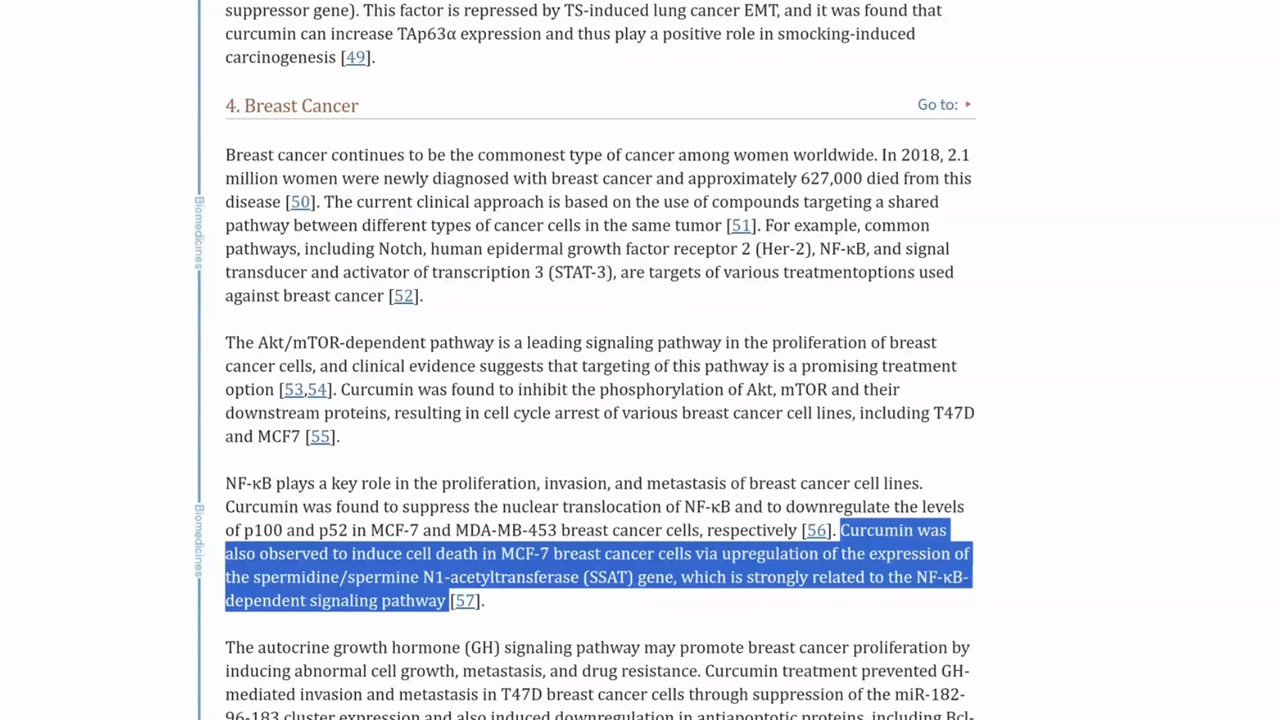 suppressor gene). This factor is repressed by TS-induced lung cancer EMT, and it was found that
curcumin can increase TAp63α expression and thus play a positive role in smocking-induced
carcinogenesis [49].
4. Breast Cancer
Go to:
Breast cancer continues to be the commonest type of cancer among women worldwide. In 2018, 2.1
million women were newly diagnosed with breast cancer and approximately 627,000 died from this
disease [50]. The current clinical approach is based on the use of compounds targeting a shared
pathway between different types of cancer cells in the same tumor [51]. For example, common
pathways, including Notch, human epidermal growth factor receptor 2 (Her-2), NF-κB, and signal
transducer and activator of transcription 3 (STAT-3), are targets of various treatmentoptions used
against breast cancer [52].
The Akt/mTOR-dependent pathway is a leading signaling pathway in the proliferation of breast
cancer cells, and clinical evidence suggests that targeting of this pathway is a promising treatment
option [53,54]. Curcumin was found to inhibit the phosphorylation of Akt, mTOR and their
downstream proteins, resulting in cell cycle arrest of various breast cancer cell lines, including T47D
and MCF7 [55].
NF-κB plays a key role in the proliferation, invasion, and metastasis of breast cancer cell lines.
Curcumin was found to suppress the nuclear translocation of NF-κB and to downregulate the levels
of p100 and p52 in MCF-7 and MDA-MB-453 breast cancer cells, respectively [56]. Curcumin was
also observed to induce cell death in MCF-7 breast cancer cells via upregulation of the expression of
the spermidine/spermine N1-acetyltransferase (SSAT) gene, which is strongly related to the NF-κB-
dependent signaling pathway [57].
The autocrine growth hormone (GH) signaling pathway may promote breast cancer proliferation by
inducing abnormal cell growth, metastasis, and drug resistance. Curcumin treatment prevented GH-
mediated invasion and metastasis in T47D breast cancer cells through suppression of the miR-182-
96-183 cluster expression and also induced downregulation in antiapoptotic proteins, including Bcl-
Biomedicines
Biomedicines